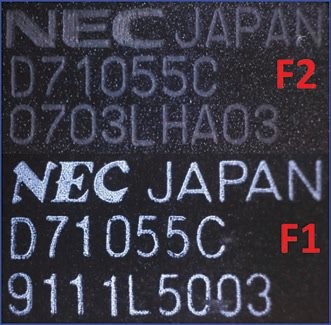 NEC JAPAN
D71055C
F2
0703LHA03
NEC JAPAN
D71055C
F1
9111L5003